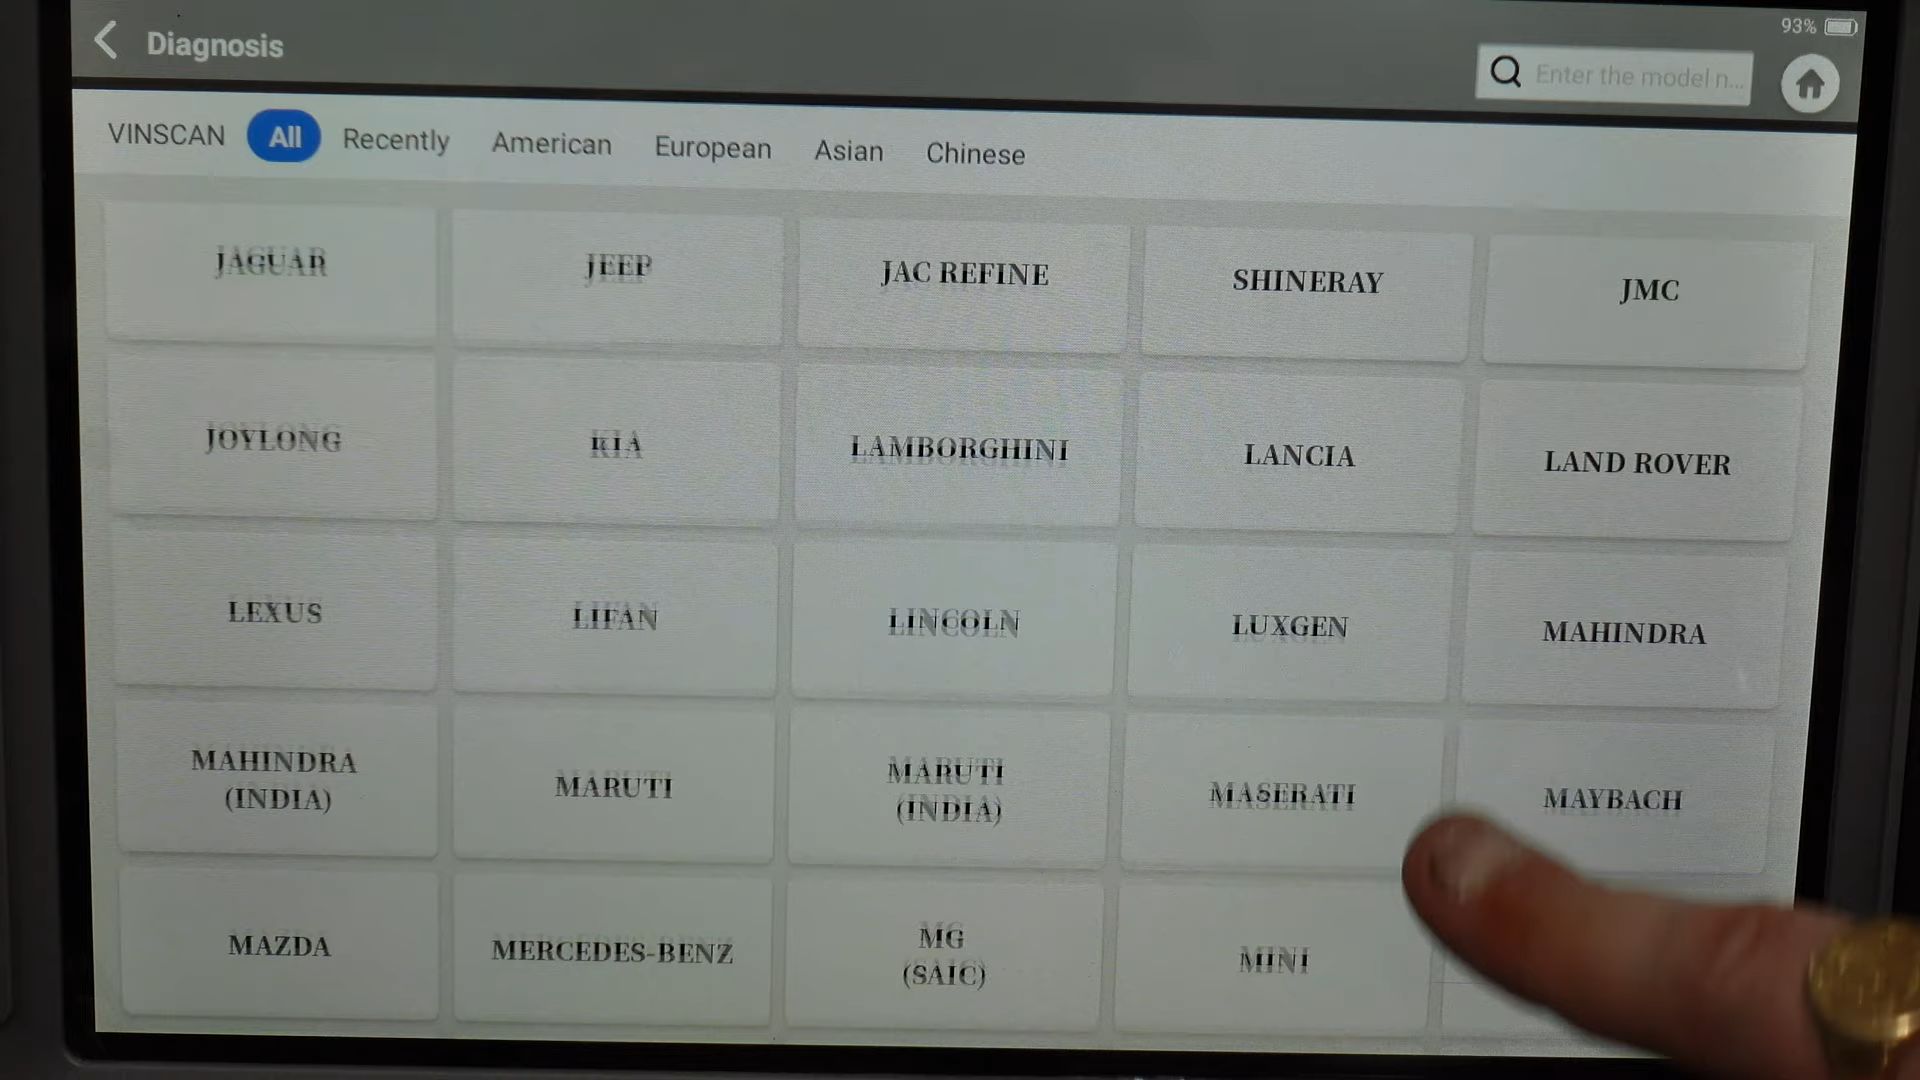 Diagnosis
93%
Enter the model n...
VINSCAN All Recently American European Asian Chinese
JAGUAR
JEEP
JAC REFINE
SHINERAY
JMC
JOYLONG
KIA
LAMBORGHINI
LANCIA
LAND ROVER
LEXUS
LIFAN
LINCOLN
LUXGEN
MAHINDRA
MAHINDRA
(INDIA)
MARUTI
MARUTI
(INDIA)
MASERATI
MAYBACH
MAZDA
MERCEDES-BENZ
MG
(SAIC)
MINI